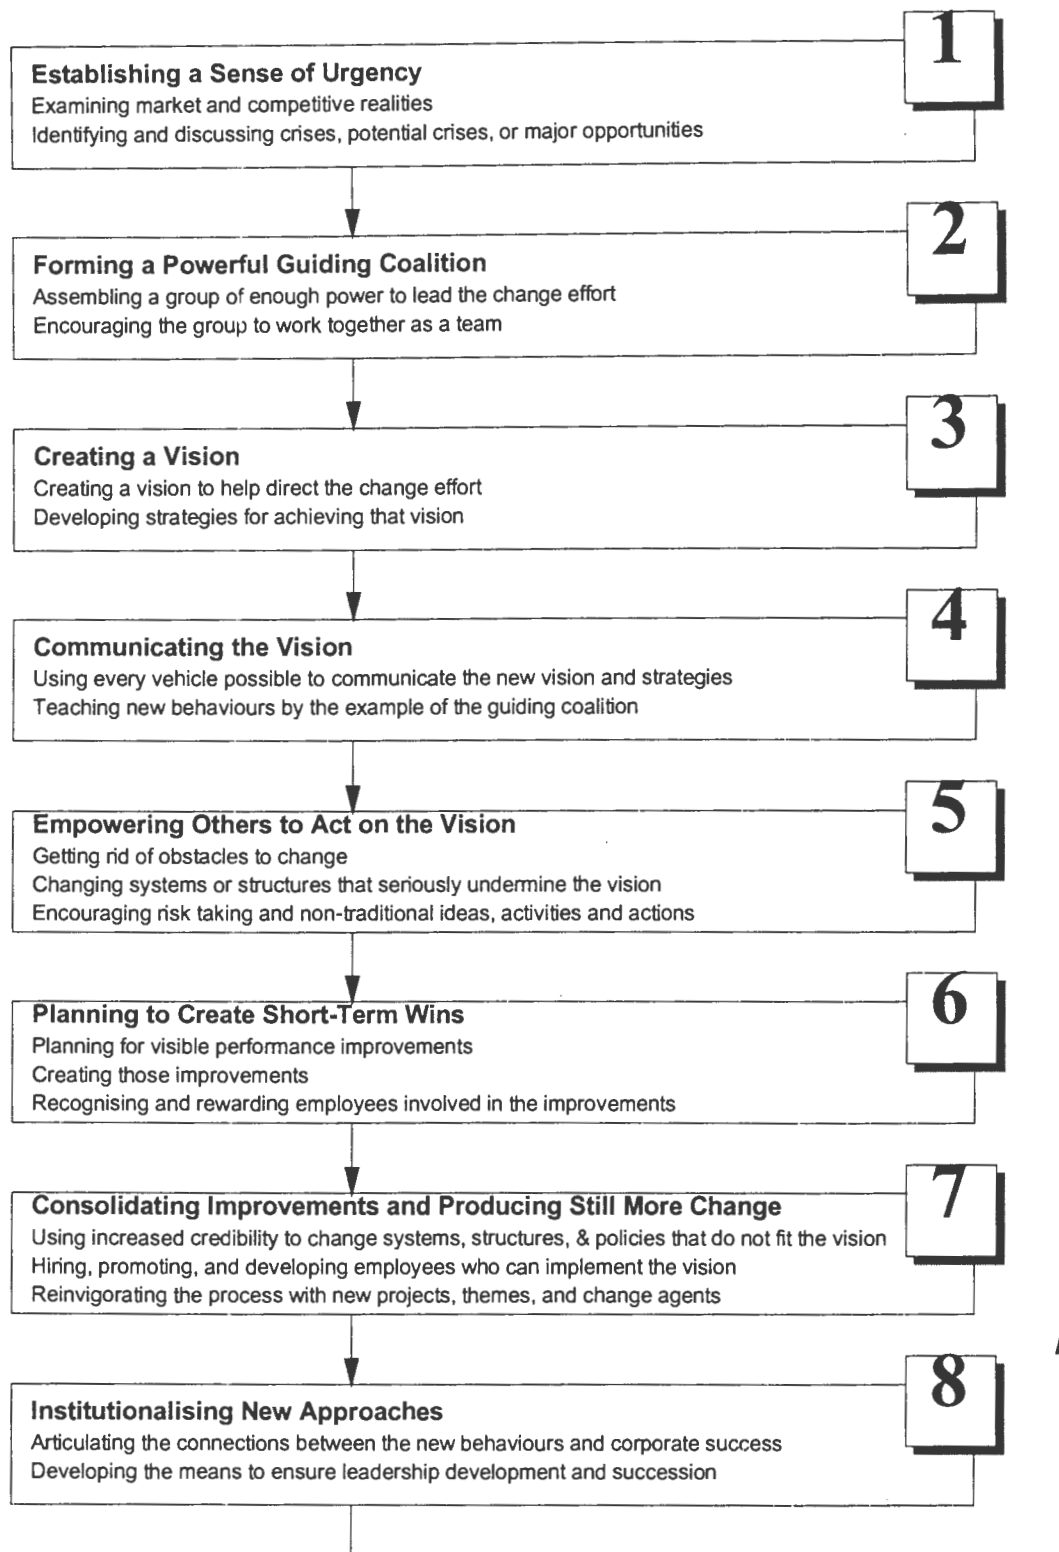 1
Establishing a Sense of Urgency
Examining market and competitive realities
Identifying and discussing crises, potential crises, or major opportunities
2
Forming a Powerful Guiding Coalition
Assembling a group of enough power to lead the change effort
Encouraging the group to work together as a team
3
Creating a Vision
Creating a vision to help direct the change effort
Developing strategies for achieving that vision
4
Communicating the Vision
Using every vehicle possible to communicate the new vision and strategies
Teaching new behaviours by the example of the guiding coalition
5
Empowering Others to Act on the Vision
Getting rid of obstacles to change
Changing systems or structures that seriously undermine the vision
Encouraging risk taking and non-traditional ideas, activities and actions
6
Planning to Create Short-Term Wins
Planning for visible performance improvements
Creating those improvements
Recognising and rewarding employees involved in the improvements
7
Consolidating Improvements and Producing Still More Change
Using increased credibility to change systems, structures, & policies that do not fit the vision
Hiring, promoting, and developing employees who can implement the vision
Reinvigorating the process with new projects, themes, and change agents
8
Institutionalising New Approaches
Articulating the connections between the new behaviours and corporate success
Developing the means to ensure leadership development and succession